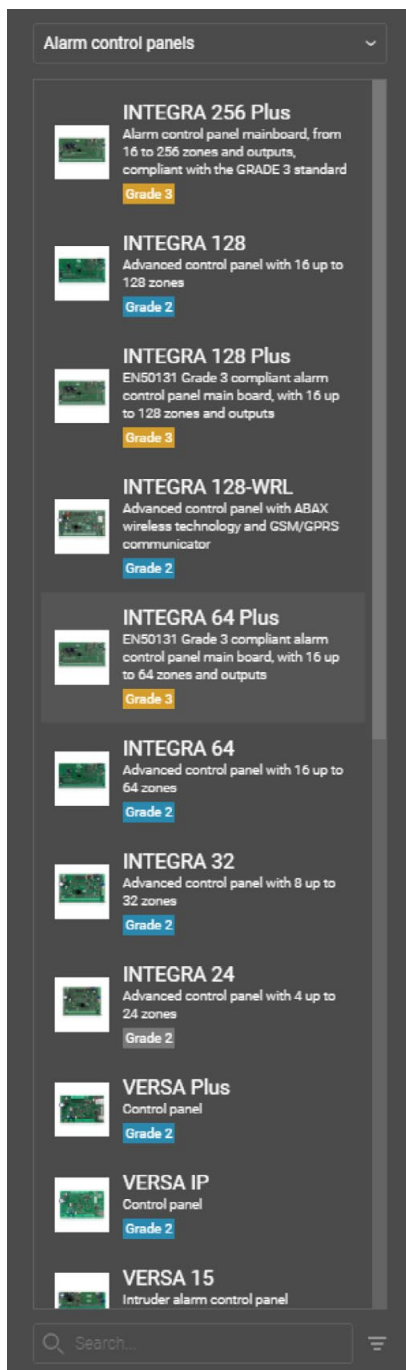 Alarm control panels
INTEGRA 256 Plus
Alarm control panel mainboard, from
16 to 256 zones and outputs,
compliant with the GRADE 3 standard
Grade 3
INTEGRA 128
Advanced control panel with 16 up to
128 zones
Grade 2
INTEGRA 128 Plus
EN50131 Grade 3 compliant alarm
control panel main board, with 16 up
to 128 zones and outputs
Grade 3
INTEGRA 128-WRL
Advanced control panel with ABAX
wireless technology and GSM/GPRS
communicator
Grade 2
INTEGRA 64 Plus
EN50131 Grade 3 compliant alarm
control panel main board, with 16 up
to 64 zones and outputs
Grade 3
INTEGRA 64
Advanced control panel with 16 up to
64 zones
Grade 2
INTEGRA 32
Advanced control panel with 8 up to
32 zones
Grade 2
INTEGRA 24
Advanced control panel with 4 up to
24 zones
Grade 2
VERSA Plus
Control panel
Grade 2
VERSA IP
Control panel
Grade 2
VERSA 15
Intruder alarm control panel
Search...